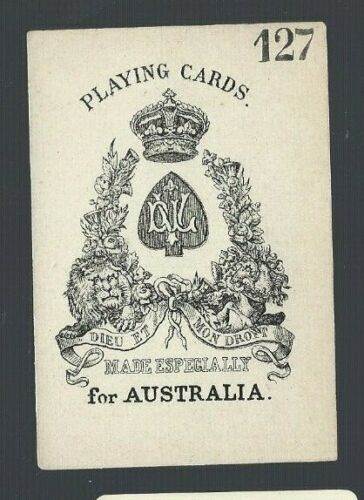 127
PLAYING CARDS.
DIEU ET MON DROIT
MADE ESPECIALLY
for AUSTRALIA.